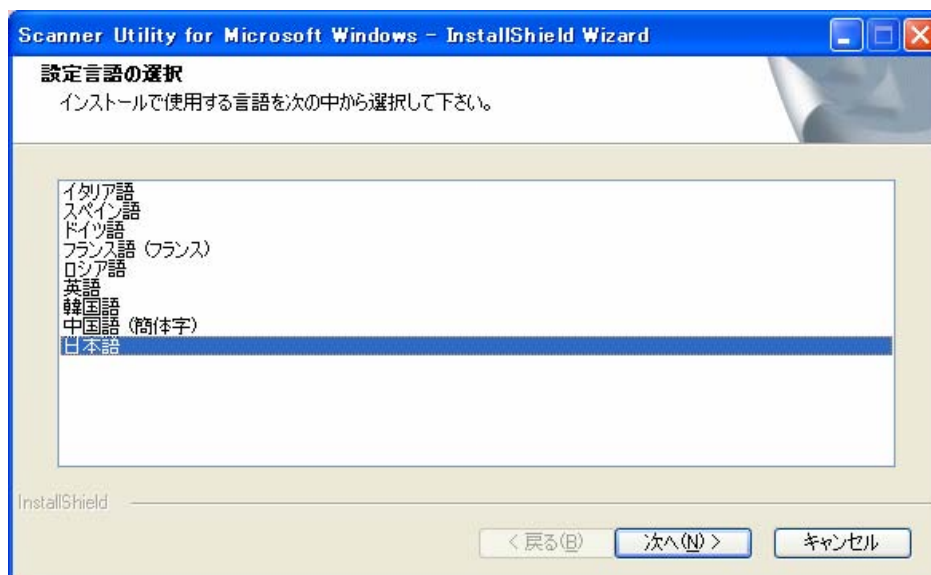 Scanner Utility for Microsoft Windows - InstallShield Wizard
設定言語の選択
インストールで使用する言語を次の中から選択して下さい。
イタリア語
スペイン語
ドイツ語
フランス語 (フランス)
ロシア語
英語
韓国語
中国語 (簡体字)
日本語
InstallShield
< 戻る(B)
次へ(N) >
キャンセル